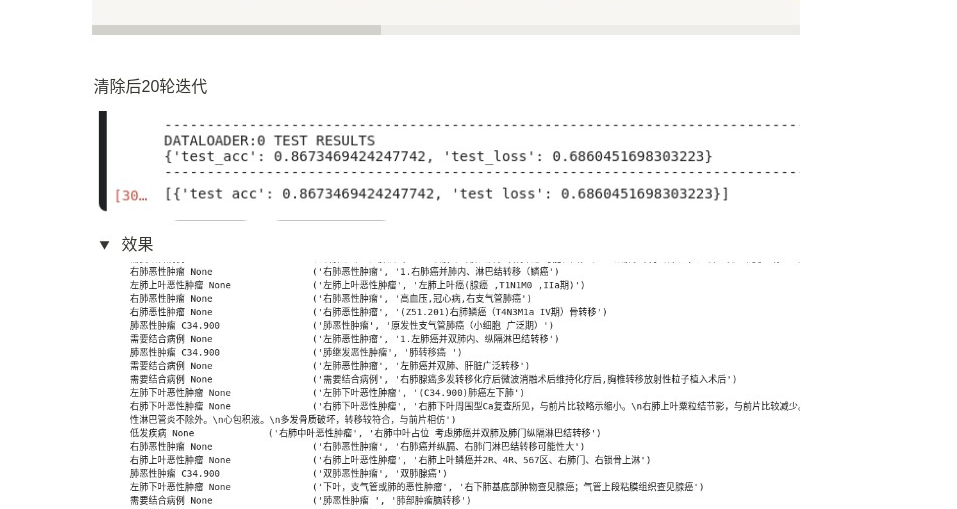 清除后20轮迭代
DATALOADER:0 TEST RESULTS
{'test_acc': 0.8673469424247742, 'test_loss': 0.6860451698303223}
[30… [{'test acc': 0.8673469424247742, 'test loss': 0.6860451698303223}]
▼ 效果
右肺恶性肿瘤 None ('右肺恶性肿瘤', '1.右肺癌并肺内、淋巴结转移（鳞癌')
左肺上叶恶性肿瘤 None ('左肺上叶恶性肿瘤', '左肺上叶癌(腺癌 ,T1N1M0 ,IIa期)')
右肺恶性肿瘤 None ('右肺恶性肿瘤', '高血压,冠心病,右支气管肺癌')
右肺恶性肿瘤 None ('右肺恶性肿瘤', '(Z51.201)右肺鳞癌（T4N3M1a IV期）骨转移')
肺恶性肿瘤 C34.900 ('肺恶性肿瘤', '原发性支气管肺癌（小细胞 广泛期）')
需要结合病例 None ('左肺恶性肿瘤', '1.左肺癌并双肺内、纵隔淋巴结转移')
肺恶性肿瘤 C34.900 ('肺继发恶性肿瘤', '肺转移癌 ')
需要结合病例 None ('左肺恶性肿瘤', '左肺癌并双肺、肝脏广泛转移')
需要结合病例 None ('需要结合病例', '右肺腺癌多发转移化疗后微波消融术后维持化疗后,胸椎转移放射性粒子植入术后')
左肺下叶恶性肿瘤 None ('左肺下叶恶性肿瘤', '(C34.900)肺癌左下肺')
右肺下叶恶性肿瘤 None ('右肺下叶恶性肿瘤', '右肺下叶周围型Ca复查所见，与前片比较略示缩小。\n右肺上叶粟粒结节影，与前片比较减少。
性淋巴管炎不除外。\n心包积液。\n多发骨质破坏，转移较符合，与前片相仿')
低发疾病 None ('右肺中叶恶性肿瘤', '右肺中叶占位 考虑肺癌并双肺及肺门纵隔淋巴结转移')
右肺恶性肿瘤 None ('右肺恶性肿瘤', '右肺癌并纵膈、右肺门淋巴结转移可能性大')
右肺上叶恶性肿瘤 None ('右肺上叶恶性肿瘤', '右肺上叶鳞癌并2R、4R、567区、右肺门、右锁骨上淋')
肺恶性肿瘤 C34.900 ('双肺恶性肿瘤', '双肺腺癌')
左肺下叶恶性肿瘤 None ('下叶，支气管或肺的恶性肿瘤', '右下肺基底部肿物查见腺癌；气管上段粘膜组织查见腺癌')
需要结合病例 None ('肺恶性肿瘤 ', '肺部肿瘤脑转移')